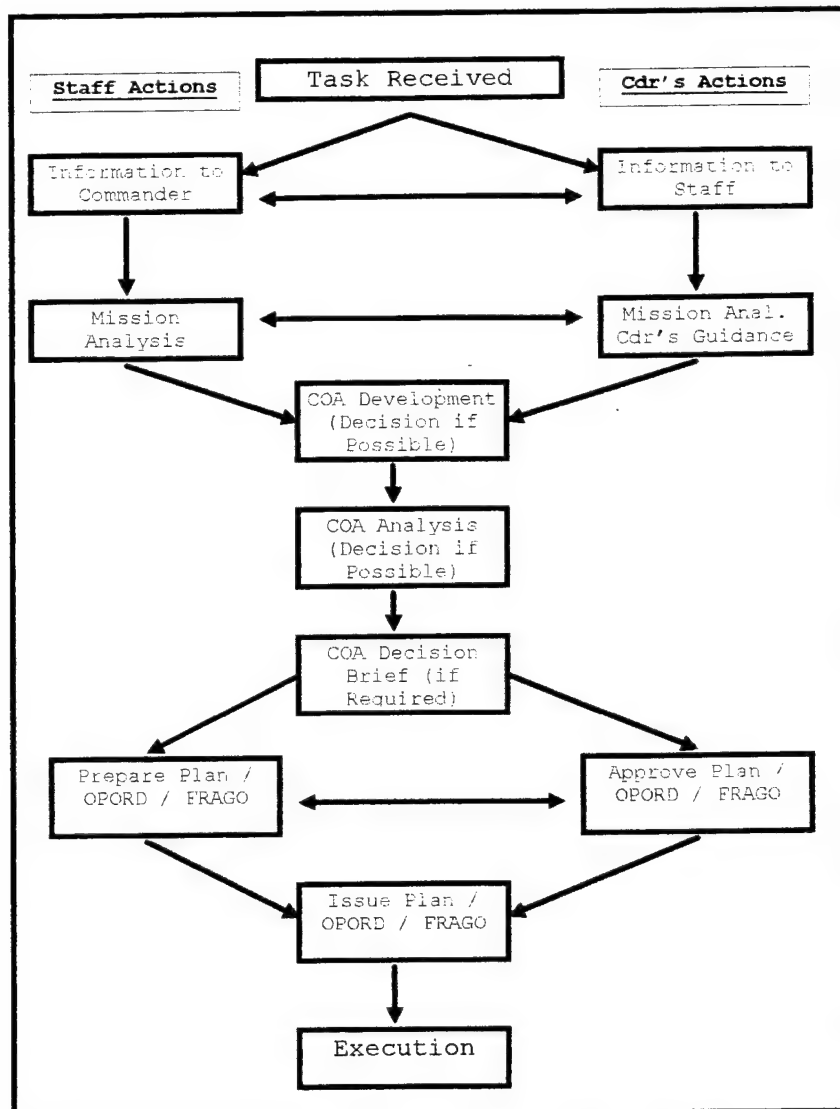 Task Received
Staff Actions
Cdr's Actions
Information to
Commander
Information to
Staff
Mission
Analysis
Mission Anal.
Cdr's Guidance
COA Development
(Decision if
Possible)
COA Analysis
(Decision if
Possible)
COA Decision
Brief (if
Required)
Prepare Plan /
OPORD / FRAGO
Approve Plan /
OPORD / FRAGO
Issue Plan /
OPORD / FRAGO
Execution